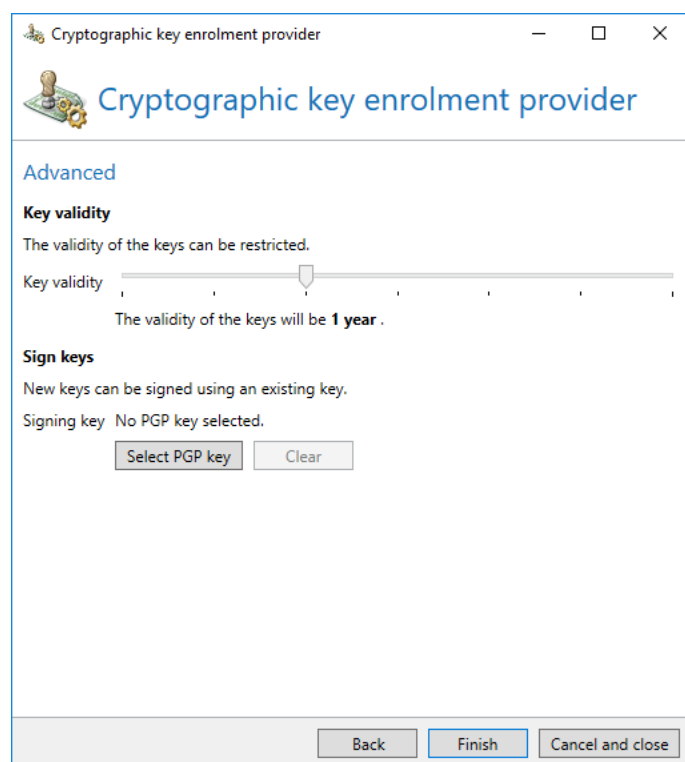 Cryptographic key enrolment provider
Cryptographic key enrolment provider
Advanced
Key validity
The validity of the keys can be restricted.
Key validity
The validity of the keys will be 1 year .
Sign keys
New keys can be signed using an existing key.
Signing key No PGP key selected.
Select PGP key Clear
Back Finish Cancel and close